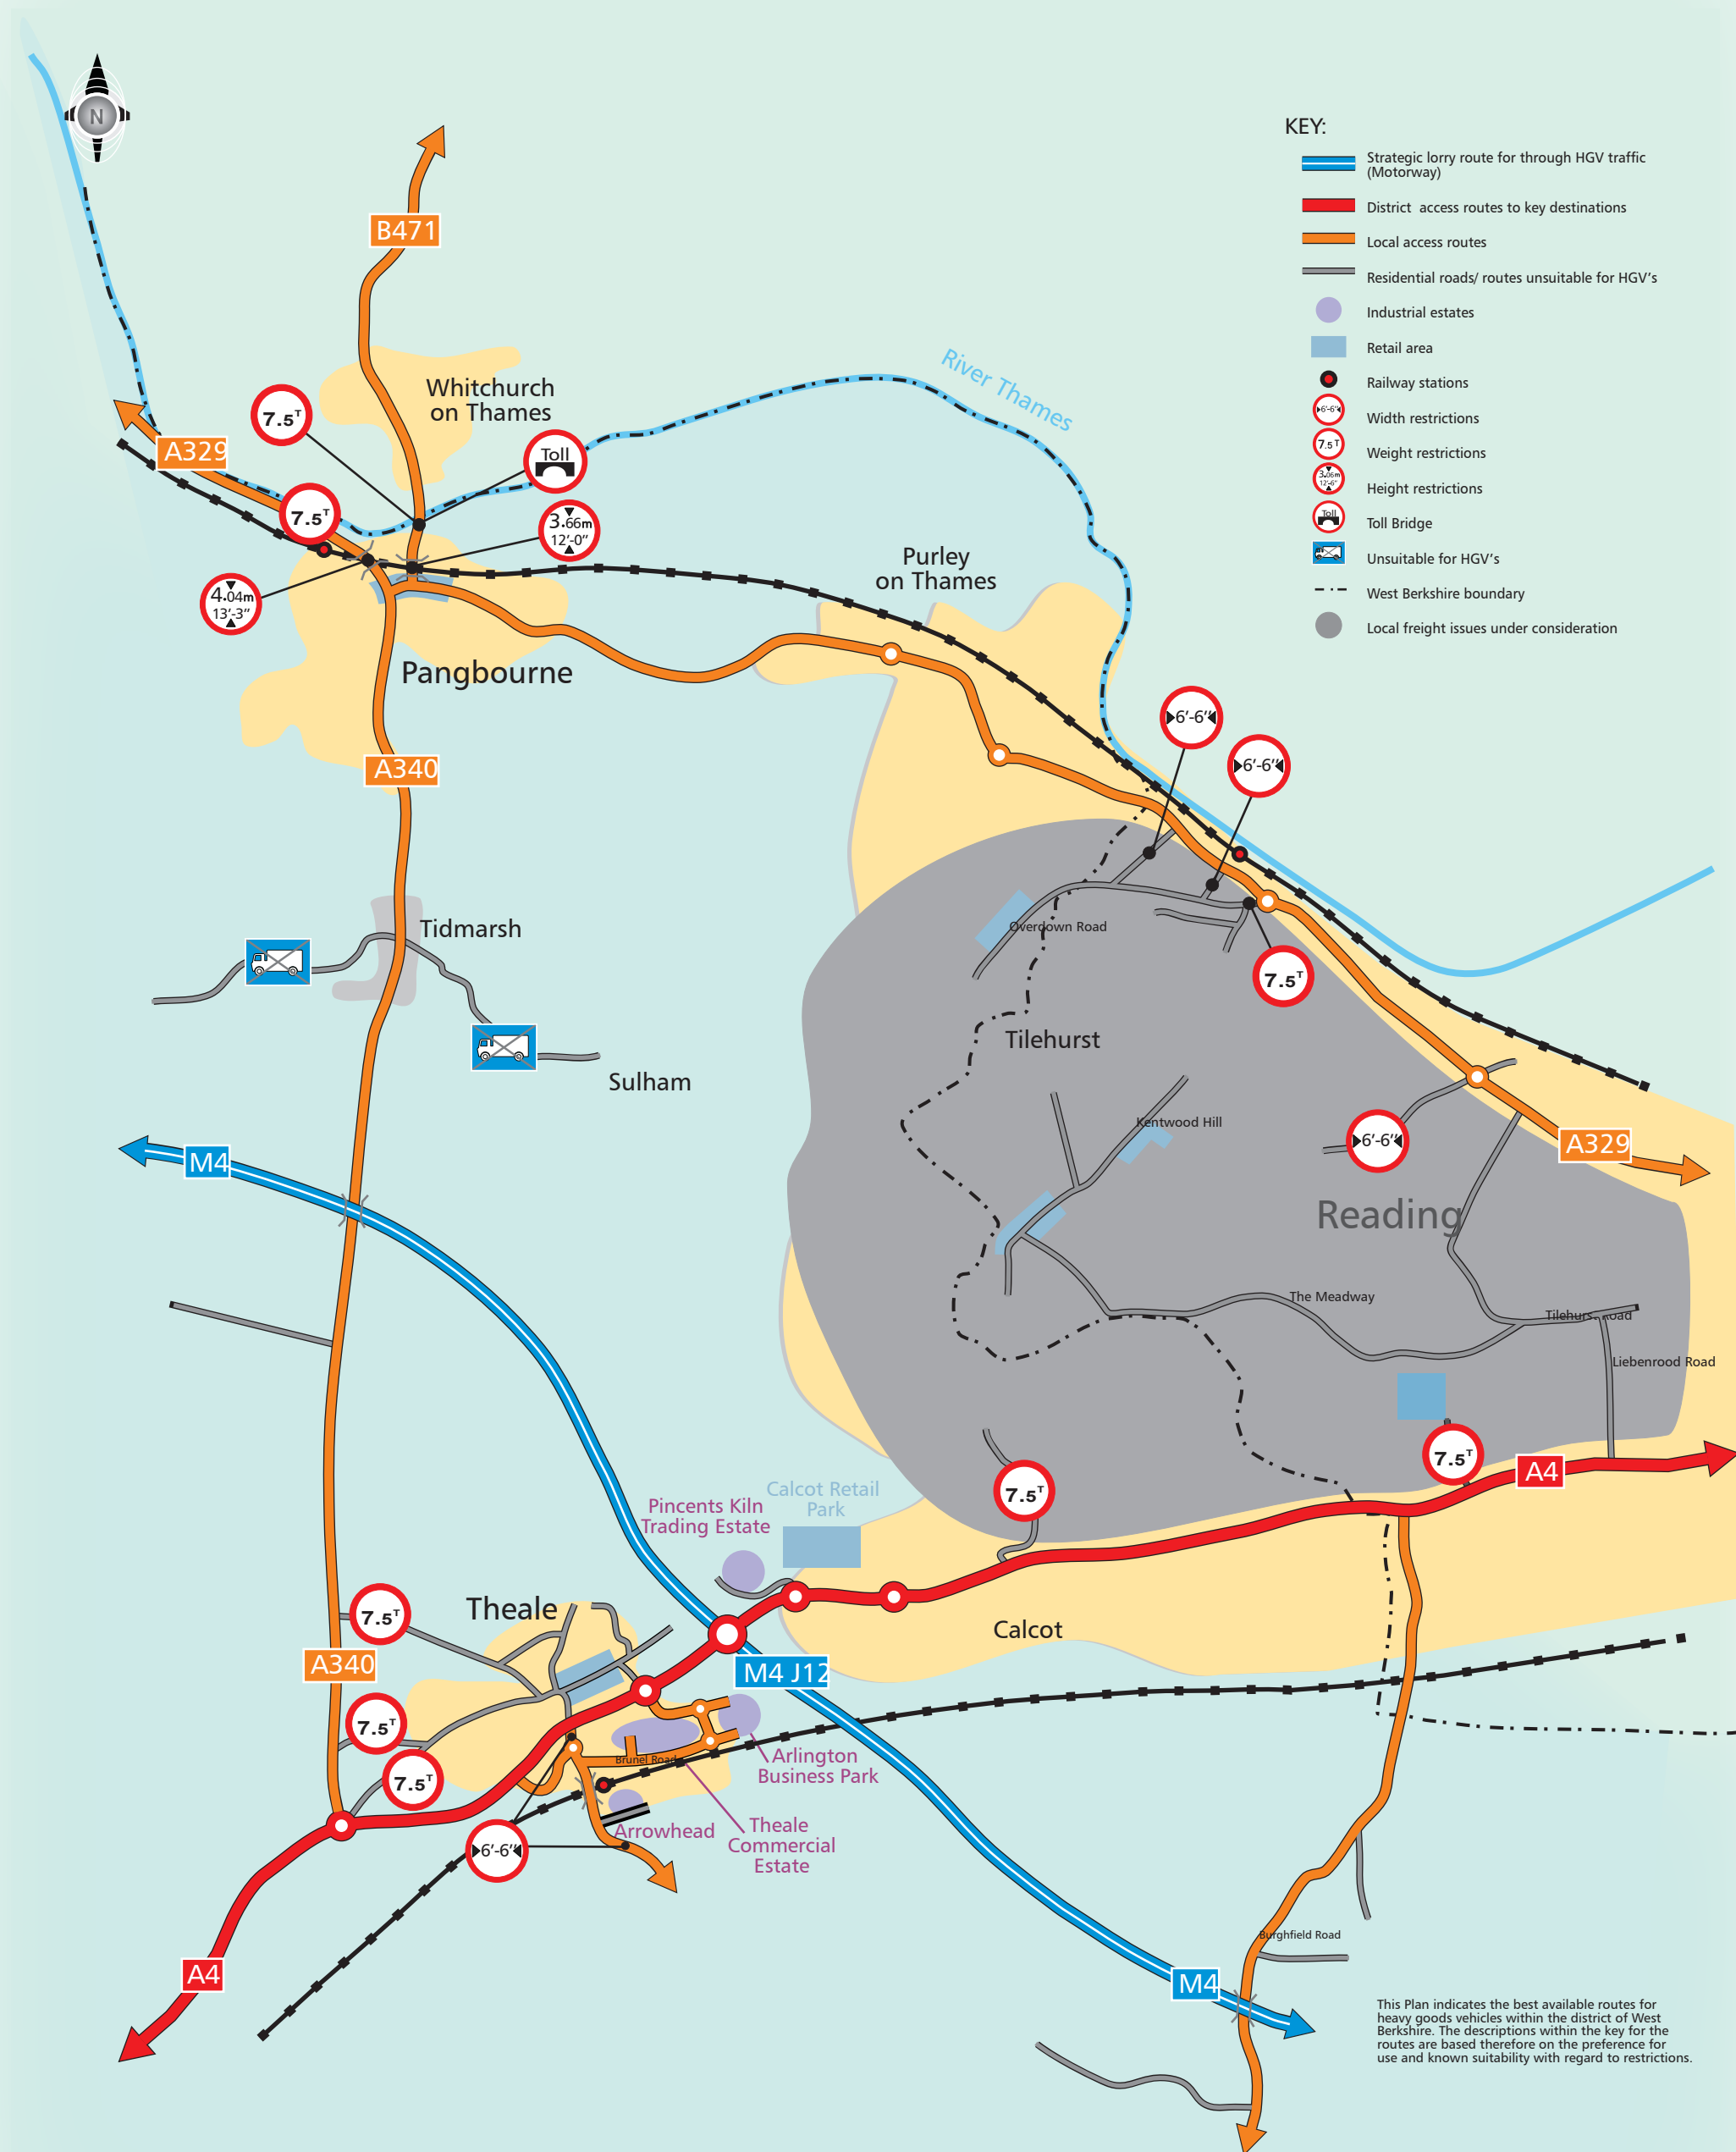 N
KEY:
Strategic lorry route for through HGV traffic
(Motorway)
District access routes to key destinations
Local access routes
Residential roads/ routes unsuitable for HGV's
Industrial estates
Retail area
Railway stations
6'-6"
Width restrictions
7.5T
Weight restrictions
3.06m
12'-6"
Height restrictions
Toll
Toll Bridge
Unsuitable for HGV's
West Berkshire boundary
Local freight issues under consideration
B471
River Thames
Whitchurch
on Thames
7.5T
Toll
A329
7.5T
3.66m
12'-0"
4.04m
13'-3"
Purley
on Thames
Pangbourne
A340
6'-6"
6'-6"
Tidmarsh
Overdown Road
7.5T
Tilehurst
Sulham
Kentwood Hill
6'-6"
A329
M4
Reading
The Meadway
Tilehurst Road
Liebenrood Road
7.5T
A4
7.5T
Calcot Retail
Park
Pincents Kiln
Trading Estate
Theale
7.5T
Calcot
A340
M4 J12
7.5T
7.5T
Brunel Road
Arlington
Business Park
Arrowhead
Theale
Commercial
Estate
6'-6"
A4
Burghfield Road
M4
This Plan indicates the best available routes for
heavy goods vehicles within the district of West
Berkshire. The descriptions within the key for the
routes are based therefore on the preference for
use and known suitability with regard to restrictions.